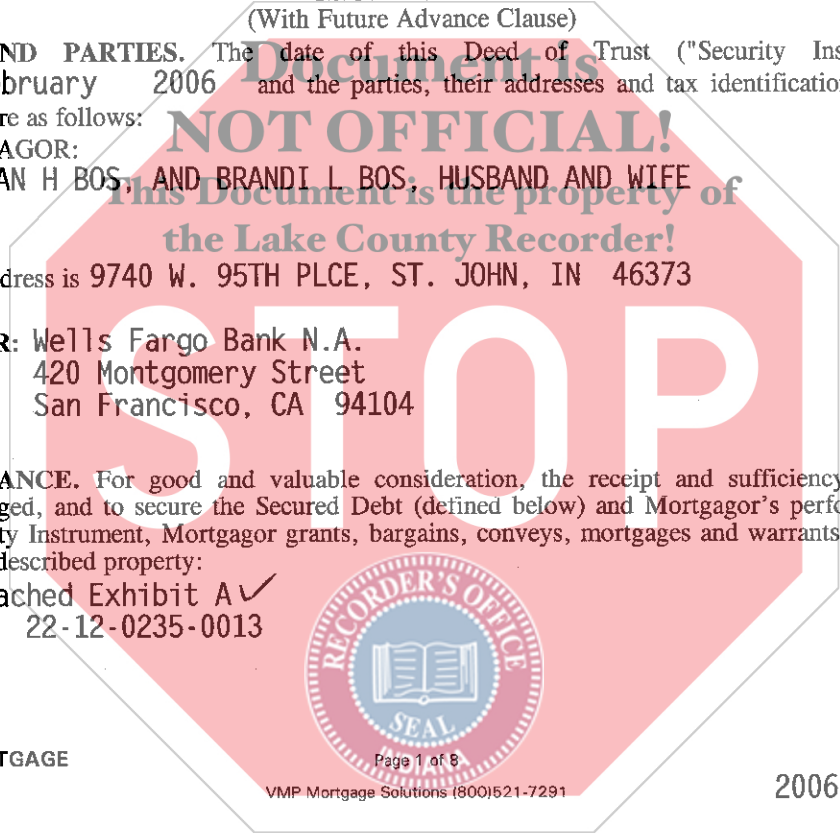 (With Future Advance Clause)
ND PARTIES. The date of this Deed of Trust ("Security Ins
bruary 2006 and the parties, their addresses and tax identificatio
re as follows:
AGOR:
AN H BOS, AND BRANDI L BOS, HUSBAND AND WIFE
Document is
NOT OFFICIAL!
This Document is the property of
the Lake County Recorder!
dress is 9740 W. 95TH PLCE, ST. JOHN, IN 46373
STOP
R: Wells Fargo Bank N.A.
420 Montgomery Street
San Francisco, CA 94104
ANCE. For good and valuable consideration, the receipt and sufficiency
ged, and to secure the Secured Debt (defined below) and Mortgagor's perfo
ty Instrument, Mortgagor grants, bargains, conveys, mortgages and warrants
described property:
ached Exhibit A
22-12-0235-0013
RECORDER'S OFFICE
SEAL
INDIANA
TGAGE
Page 1 of 8
VMP Mortgage Solutions (800)521-7291
2006